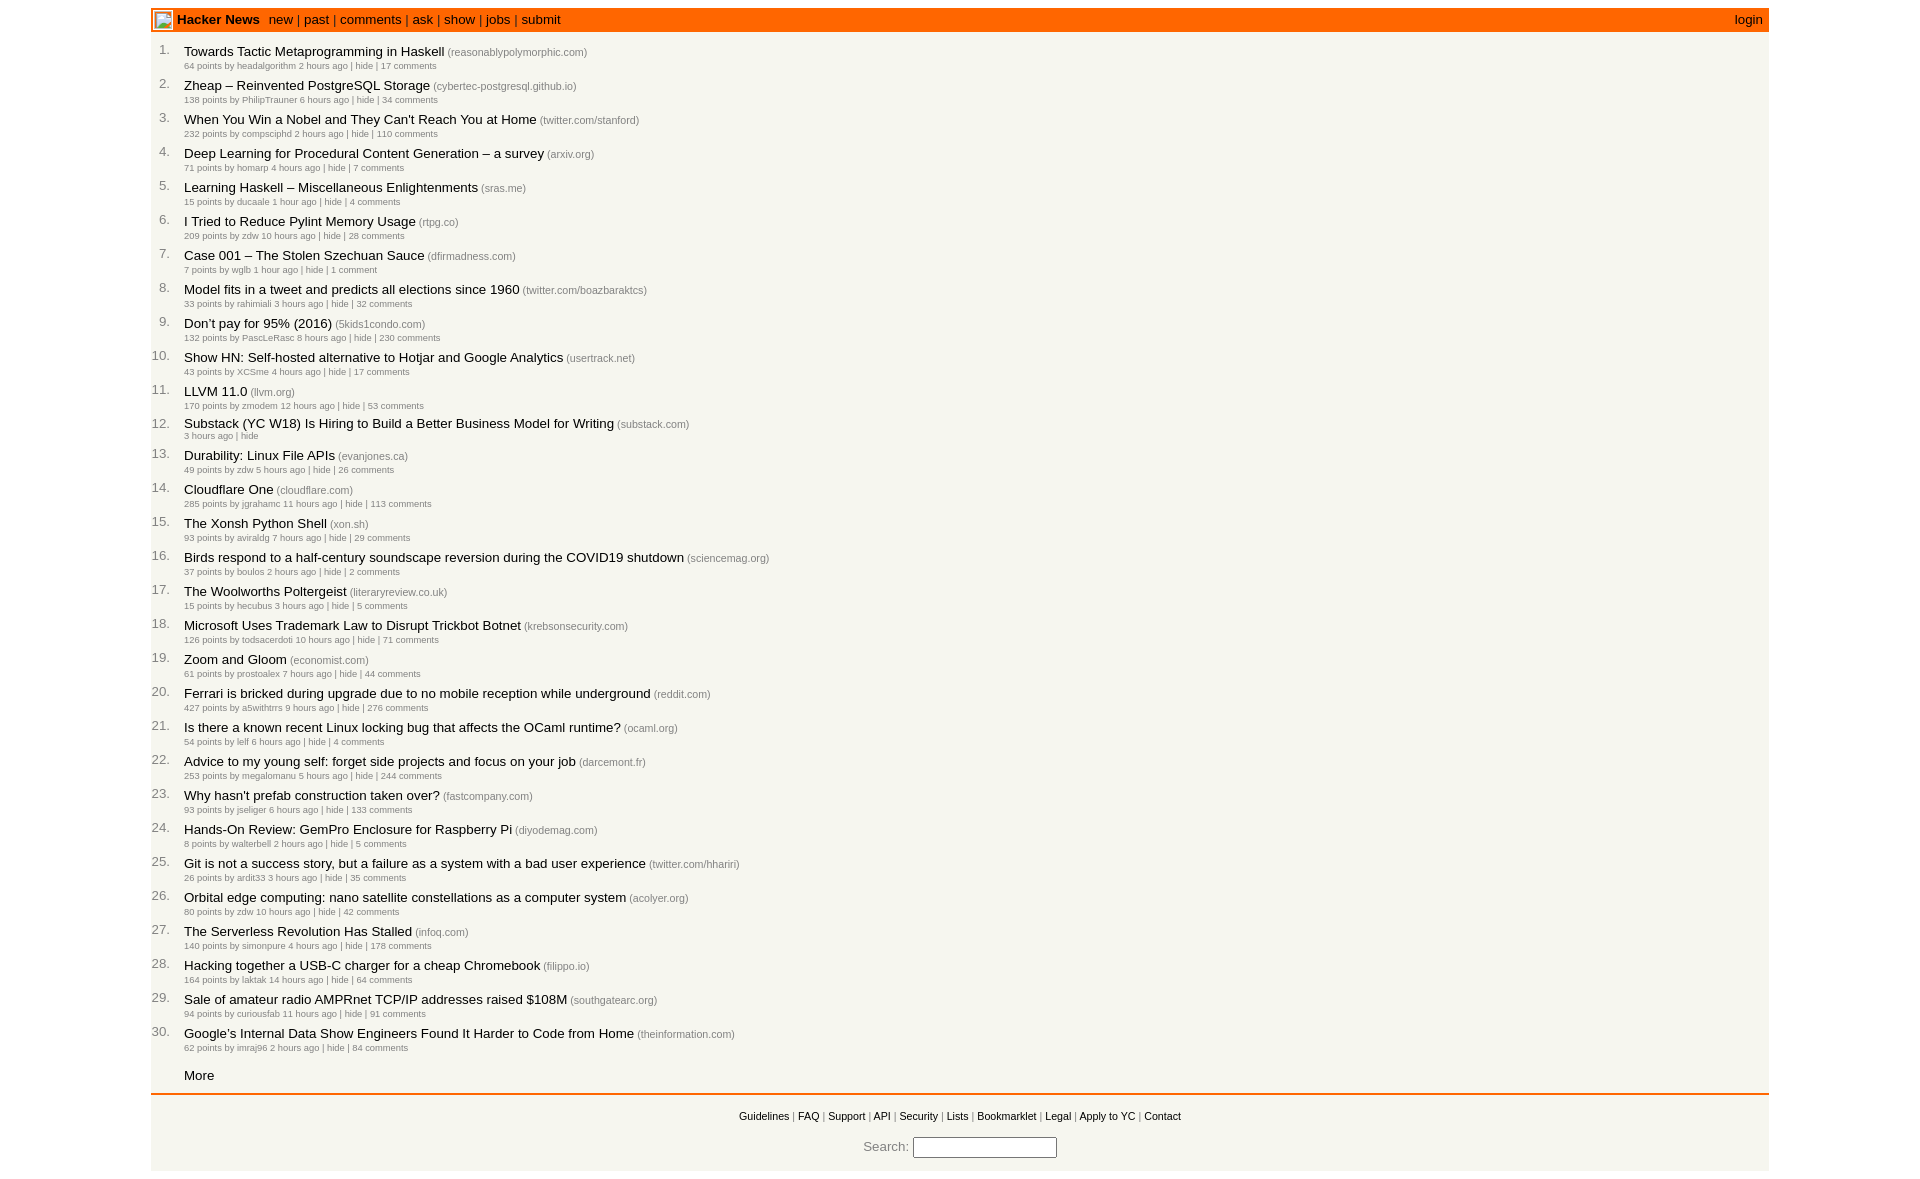 Hacker News new | past | comments | ask | show | jobs | submit login
1. Towards Tactic Metaprogramming in Haskell (reasonablypolymorphic.com)
64 points by headalgorithm 2 hours ago | hide | 17 comments
2. Zheap – Reinvented PostgreSQL Storage (cybertec-postgresql.github.io)
138 points by PhilipTrauner 6 hours ago | hide | 34 comments
3. When You Win a Nobel and They Can't Reach You at Home (twitter.com/stanford)
232 points by compsciphd 2 hours ago | hide | 110 comments
4. Deep Learning for Procedural Content Generation – a survey (arxiv.org)
71 points by homarp 4 hours ago | hide | 7 comments
5. Learning Haskell – Miscellaneous Enlightenments (sras.me)
15 points by ducaale 1 hour ago | hide | 4 comments
6. I Tried to Reduce Pylint Memory Usage (rtpg.co)
209 points by zdw 10 hours ago | hide | 28 comments
7. Case 001 – The Stolen Szechuan Sauce (dfirmadness.com)
7 points by wglb 1 hour ago | hide | 1 comment
8. Model fits in a tweet and predicts all elections since 1960 (twitter.com/boazbaraktcs)
33 points by rahimiali 3 hours ago | hide | 32 comments
9. Don’t pay for 95% (2016) (5kids1condo.com)
132 points by PascLeRasc 8 hours ago | hide | 230 comments
10. Show HN: Self-hosted alternative to Hotjar and Google Analytics (usertrack.net)
43 points by XCSme 4 hours ago | hide | 17 comments
11. LLVM 11.0 (llvm.org)
170 points by zmodem 12 hours ago | hide | 53 comments
12. Substack (YC W18) Is Hiring to Build a Better Business Model for Writing (substack.com)
3 hours ago | hide
13. Durability: Linux File APIs (evanjones.ca)
49 points by zdw 5 hours ago | hide | 26 comments
14. Cloudflare One (cloudflare.com)
285 points by jgrahamc 11 hours ago | hide | 113 comments
15. The Xonsh Python Shell (xon.sh)
93 points by aviraldg 7 hours ago | hide | 29 comments
16. Birds respond to a half-century soundscape reversion during the COVID19 shutdown (sciencemag.org)
37 points by boulos 2 hours ago | hide | 2 comments
17. The Woolworths Poltergeist (literaryreview.co.uk)
15 points by hecubus 3 hours ago | hide | 5 comments
18. Microsoft Uses Trademark Law to Disrupt Trickbot Botnet (krebsonsecurity.com)
126 points by todsacerdoti 10 hours ago | hide | 71 comments
19. Zoom and Gloom (economist.com)
61 points by prostoalex 7 hours ago | hide | 44 comments
20. Ferrari is bricked during upgrade due to no mobile reception while underground (reddit.com)
427 points by a5withtrrs 9 hours ago | hide | 276 comments
21. Is there a known recent Linux locking bug that affects the OCaml runtime? (ocaml.org)
54 points by lelf 6 hours ago | hide | 4 comments
22. Advice to my young self: forget side projects and focus on your job (darcemont.fr)
253 points by megalomanu 5 hours ago | hide | 244 comments
23. Why hasn't prefab construction taken over? (fastcompany.com)
93 points by jseliger 6 hours ago | hide | 133 comments
24. Hands-On Review: GemPro Enclosure for Raspberry Pi (diyodemag.com)
8 points by walterbell 2 hours ago | hide | 5 comments
25. Git is not a success story, but a failure as a system with a bad user experience (twitter.com/hhariri)
26 points by ardit33 3 hours ago | hide | 35 comments
26. Orbital edge computing: nano satellite constellations as a computer system (acolyer.org)
80 points by zdw 10 hours ago | hide | 42 comments
27. The Serverless Revolution Has Stalled (infoq.com)
140 points by simonpure 4 hours ago | hide | 178 comments
28. Hacking together a USB-C charger for a cheap Chromebook (filippo.io)
164 points by laktak 14 hours ago | hide | 64 comments
29. Sale of amateur radio AMPRnet TCP/IP addresses raised $108M (southgatearc.org)
94 points by curiousfab 11 hours ago | hide | 91 comments
30. Google’s Internal Data Show Engineers Found It Harder to Code from Home (theinformation.com)
62 points by imraj96 2 hours ago | hide | 84 comments
More
Guidelines | FAQ | Support | API | Security | Lists | Bookmarklet | Legal | Apply to YC | Contact
Search: